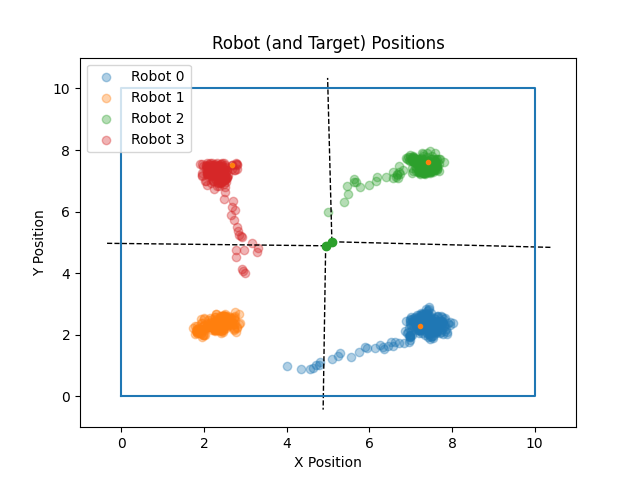 Robot (and Target) Positions
Robot 0
Robot 1
Robot 2
Robot 3
10
8
6
4
2
0
Y Position
0 2 4 6 8 10
X Position